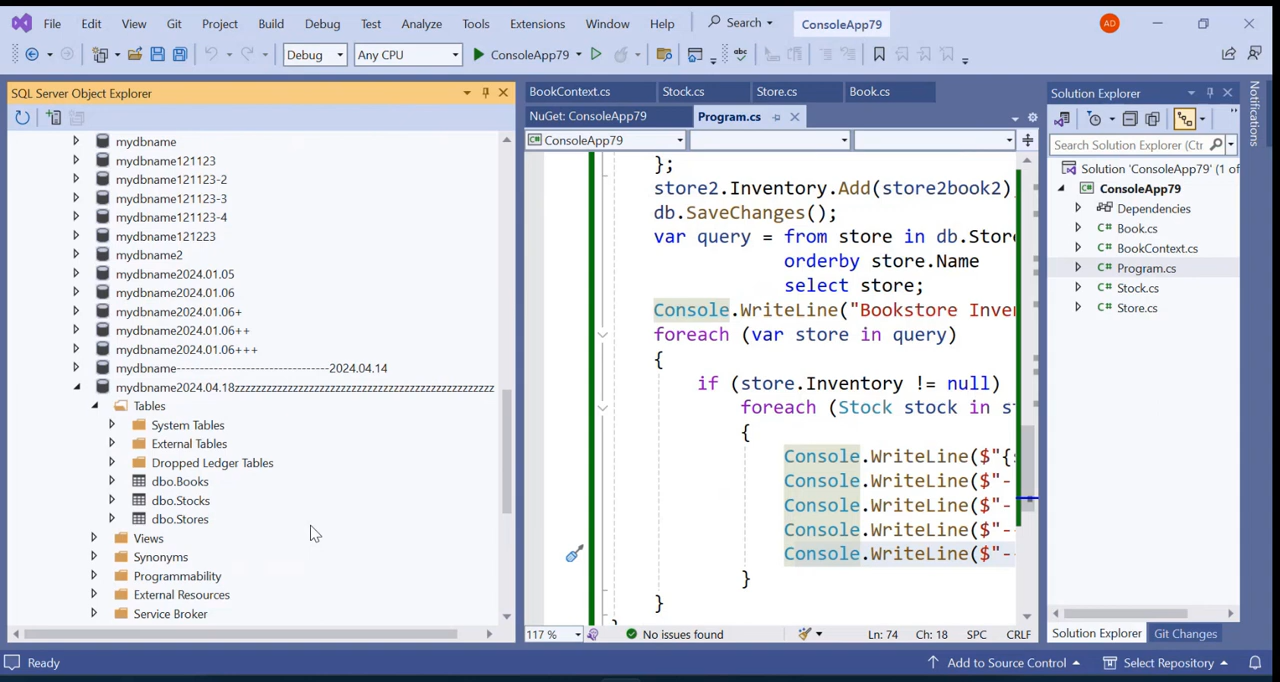 File Edit View Git Project Build Debug Test Analyze Tools Extensions Window Help Search ConsoleApp79 AD
Debug Any CPU ConsoleApp79 abc
SQL Server Object Explorer
mydbname
mydbname121123
mydbname121123-2
mydbname121123-3
mydbname121123-4
mydbname121223
mydbname2
mydbname2024.01.05
mydbname2024.01.06
mydbname2024.01.06+
mydbname2024.01.06++
mydbname2024.01.06+++
mydbname--------------------------------2024.04.14
mydbname2024.04.18zzzzzzzzzzzzzzzzzzzzzzzzzzzzzzzzzzzzzzzzzzzzzzzzz
Tables
System Tables
External Tables
Dropped Ledger Tables
dbo.Books
dbo.Stocks
dbo.Stores
Views
Synonyms
Programmability
External Resources
Service Broker
BookContext.cs Stock.cs Store.cs Book.cs
NuGet: ConsoleApp79 Program.cs
ConsoleApp79
};
store2.Inventory.Add(store2book2)
db.SaveChanges();
var query = from store in db.Stor
orderby store.Name
select store;
Console.WriteLine("Bookstore Inve
foreach (var store in query)
{
if (store.Inventory != null)
foreach (Stock stock in st
{
Console.WriteLine($"{
Console.WriteLine($"-
Console.WriteLine($"-
Console.WriteLine($"-
Console.WriteLine($"-
}
}
117 % No issues found Ln: 74 Ch: 18 SPC CRLF
Solution Explorer
Search Solution Explorer (Ctr
Solution 'ConsoleApp79' (1 of
ConsoleApp79
Dependencies
C# Book.cs
C# BookContext.cs
C# Program.cs
C# Stock.cs
C# Store.cs
Solution Explorer Git Changes
Notifications
Ready Add to Source Control Select Repository